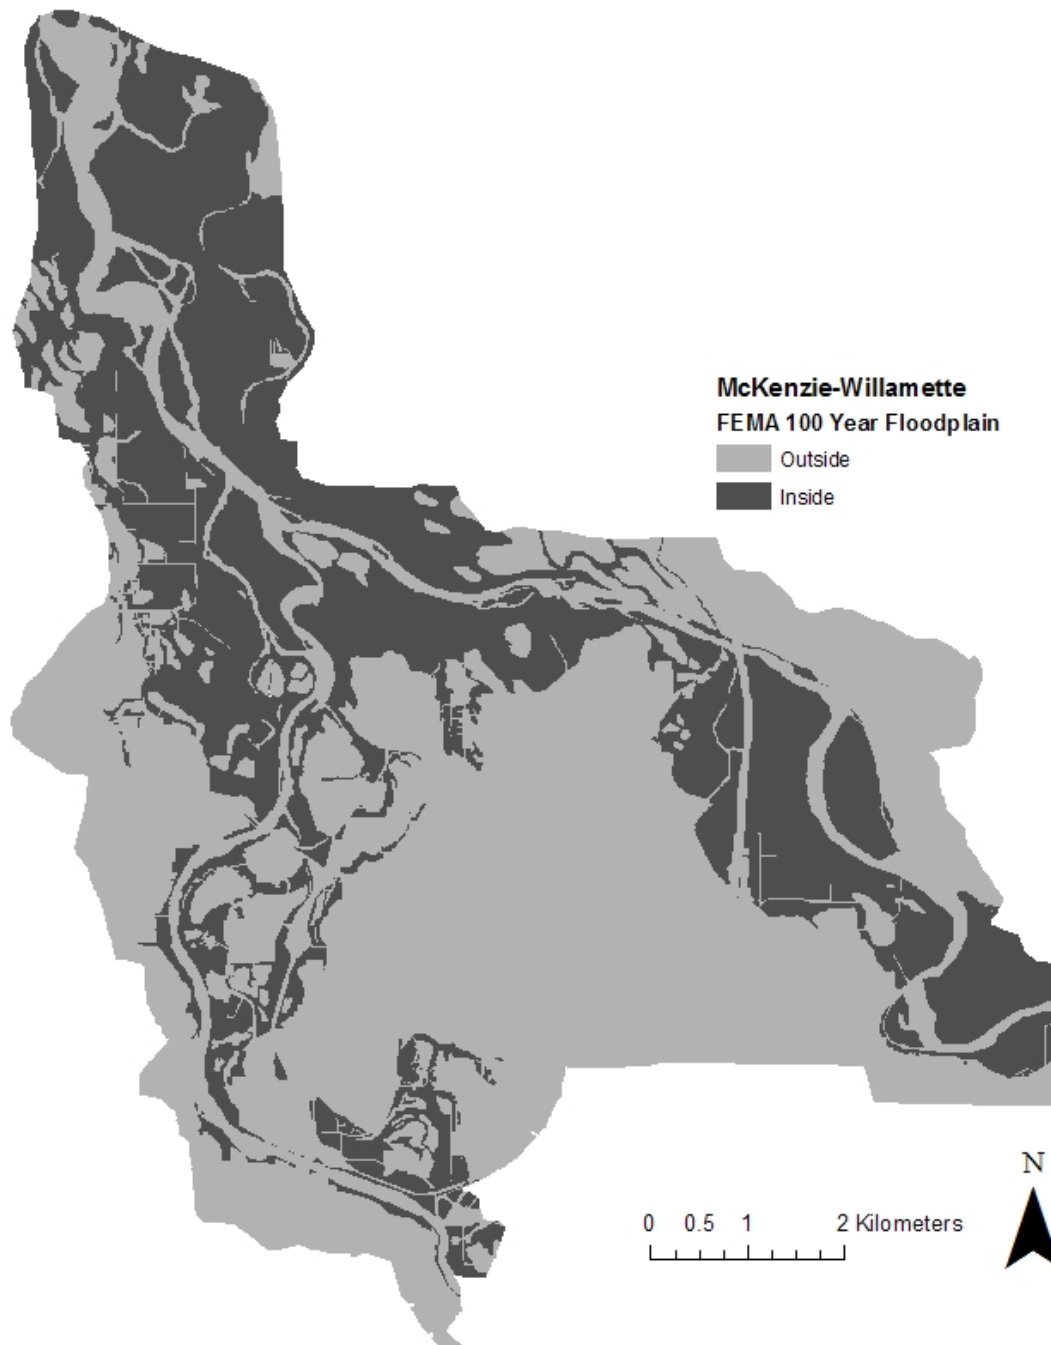 McKenzie-Willamette
FEMA 100 Year Floodplain
Outside
Inside
N
0 0.5 1 2 Kilometers